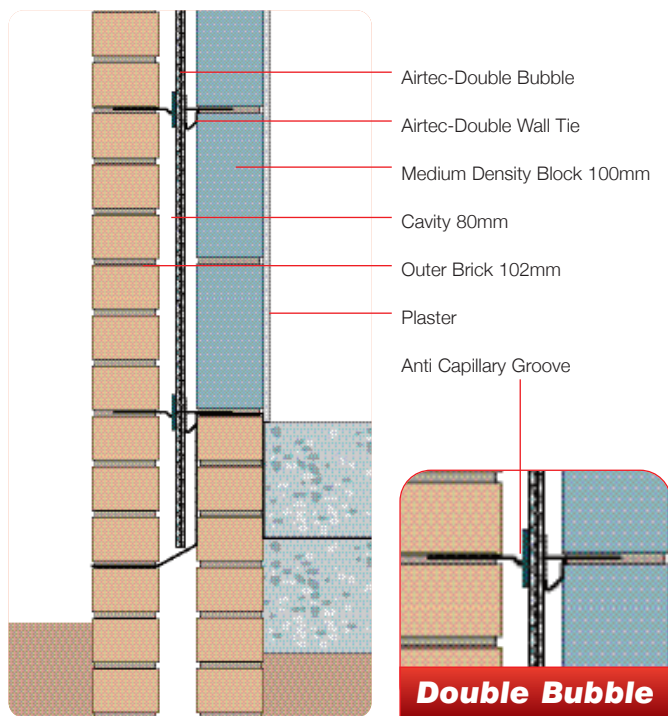 Airtec-Double Bubble
Airtec-Double Wall Tie
Medium Density Block 100mm
Cavity 80mm
Outer Brick 102mm
Plaster
Anti Capillary Groove
Double Bubble